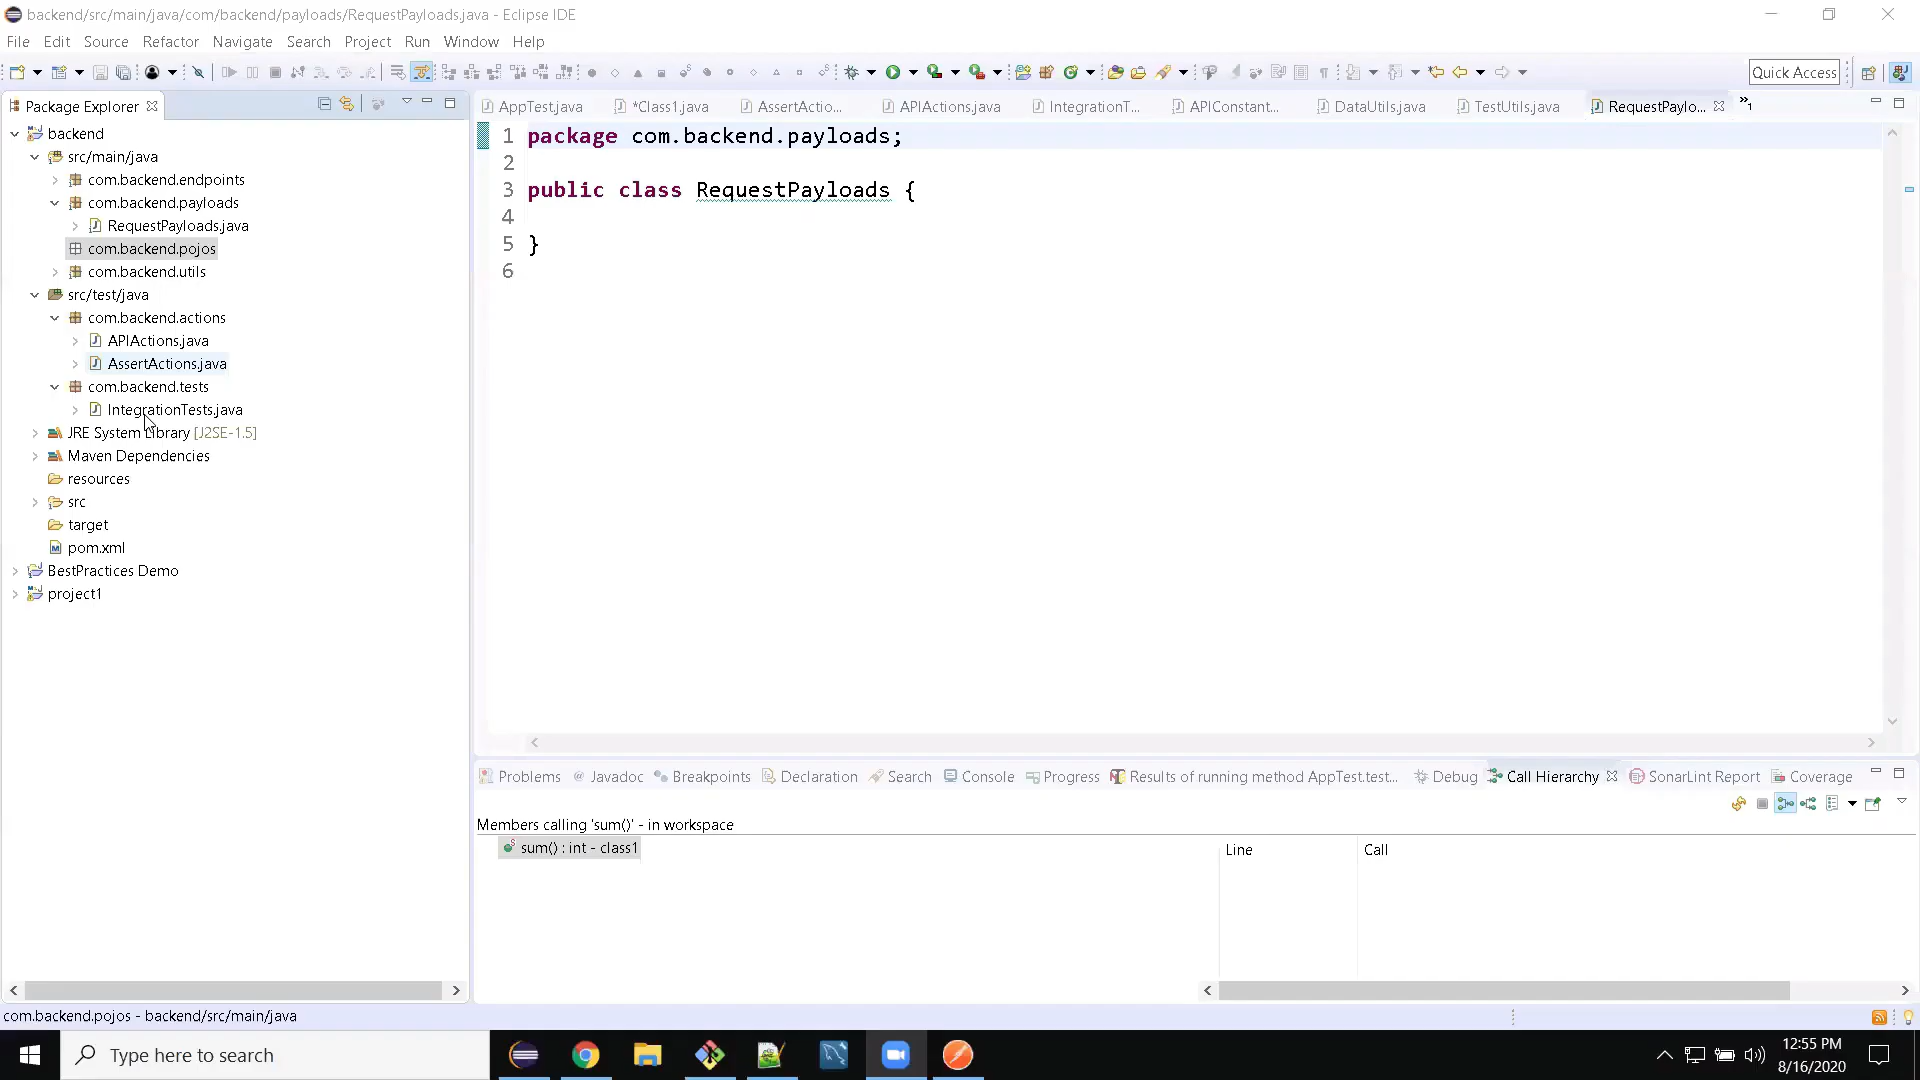 backend/src/main/java/com/backend/payloads/RequestPayloads.java - Eclipse IDE
File Edit Source Refactor Navigate Search Project Run Window Help
Quick Access
Package Explorer
backend
src/main/java
com.backend.endpoints
com.backend.payloads
RequestPayloads.java
com.backend.pojos
com.backend.utils
src/test/java
com.backend.actions
APIActions.java
AssertActions.java
com.backend.tests
IntegrationTests.java
JRE System Library [J2SE-1.5]
Maven Dependencies
resources
src
target
pom.xml
BestPractices Demo
project1
AppTest.java *Class1.java AssertActio... APIActions.java IntegrationT... APIConstant... DataUtils.java TestUtils.java RequestPaylo... »1
1 package com.backend.payloads;
2
3 public class RequestPayloads {
4
5 }
6
Problems @ Javadoc Breakpoints Declaration Search Console Progress Results of running method AppTest.test... Debug Call Hierarchy SonarLint Report Coverage
Members calling 'sum()' - in workspace
sum() : int - class1
Line Call
com.backend.pojos - backend/src/main/java
Type here to search
12:55 PM
8/16/2020